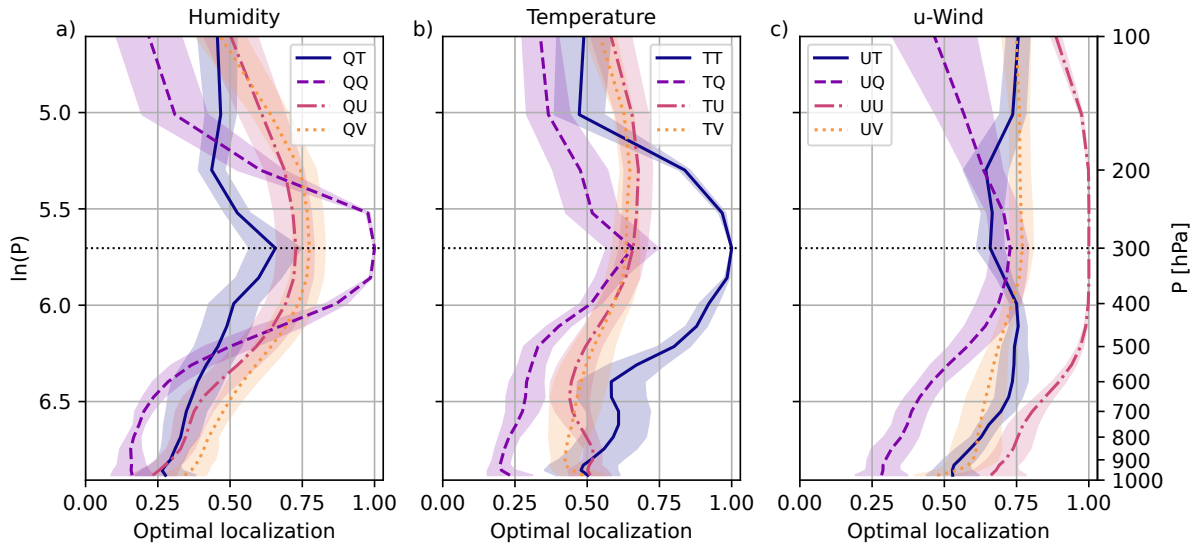 a)
Humidity
b)
Temperature
c)
u-Wind
QT
QQ
QU
QV
TT
TQ
TU
TV
UT
UQ
UU
UV
ln(P)
5.0
5.5
6.0
6.5
P [hPa]
100
200
300
400
500
600
700
800
900
1000
0.00
0.25
0.50
0.75
1.00
0.00
0.25
0.50
0.75
1.00
0.00
0.25
0.50
0.75
1.00
Optimal localization
Optimal localization
Optimal localization